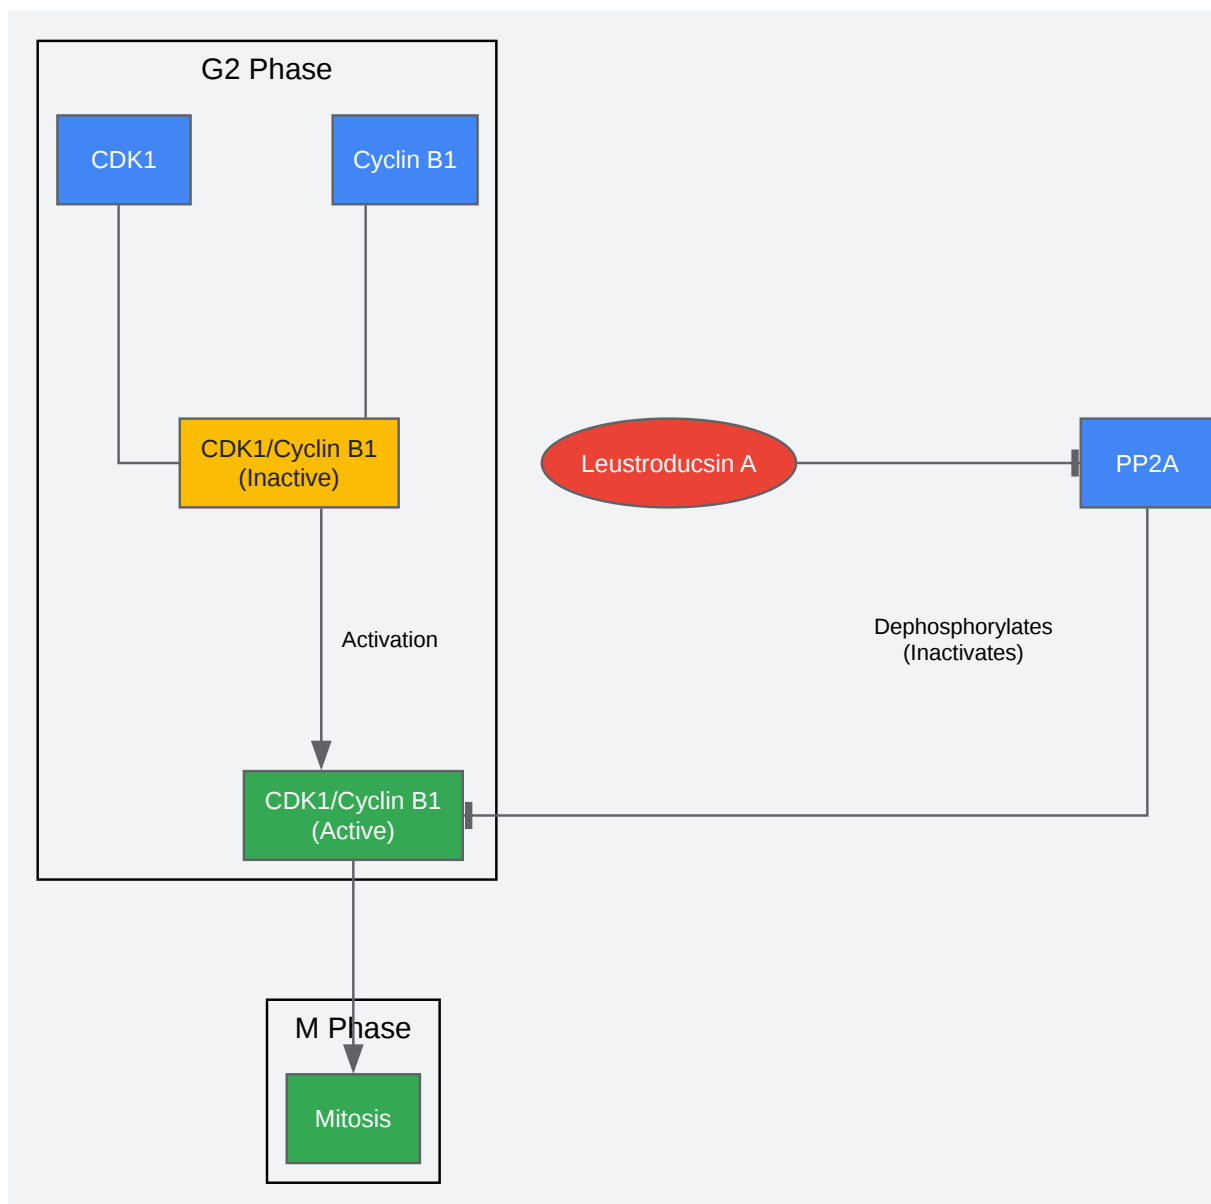 G2 Phase
CDK1
Cyclin B1
CDK1/Cyclin B1
(Inactive)
Leustroducsin A
PP2A
Activation
Dephosphorylates
(Inactivates)
CDK1/Cyclin B1
(Active)
M Phase
Mitosis